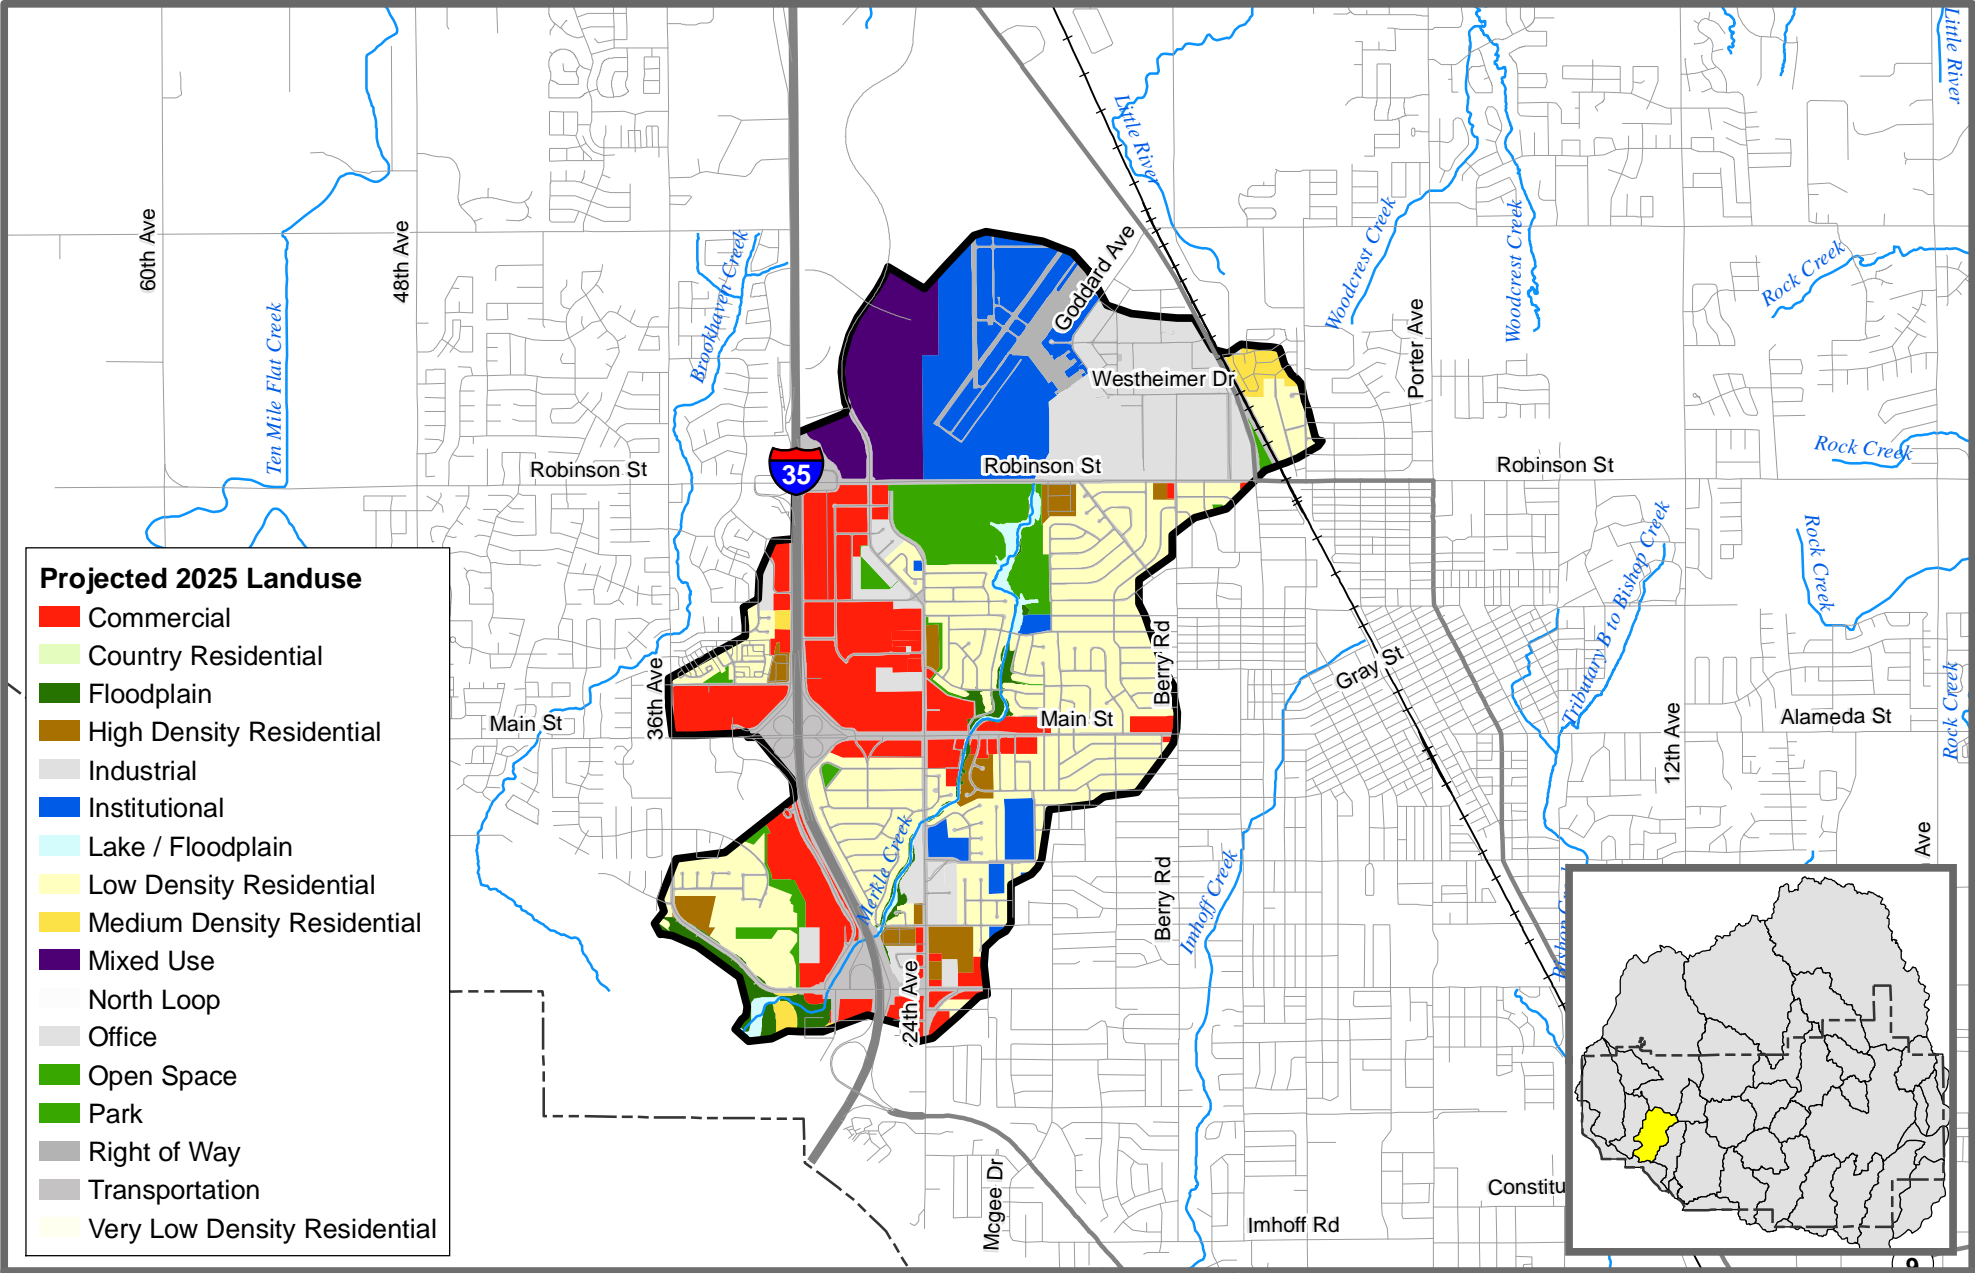 Little River
Little River
60th Ave
48th Ave
Goddard Ave
Woodcrest Creek
Woodcrest Creek
Rock Creek
Brookhaven Creek
Ten Mile Flat Creek
Porter Ave
Westheimer Dr
Rock Creek
Robinson St
35
Robinson St
Robinson St
Tributary B to Bishop Creek
Rock Creek
Projected 2025 Landuse
Commercial
Country Residential
Floodplain
High Density Residential
Industrial
Institutional
Lake / Floodplain
Low Density Residential
Medium Density Residential
Mixed Use
North Loop
Office
Open Space
Park
Right of Way
Transportation
Very Low Density Residential
36th Ave
Main St
Berry Rd
Gray St
Main St
12th Ave
Alameda St
Rock Creek
Merkle Creek
Berry Rd
Imhoff Creek
Ave
Bishop Creek
24th Ave
Mcgee Dr
Imhoff Rd
Constitu
9